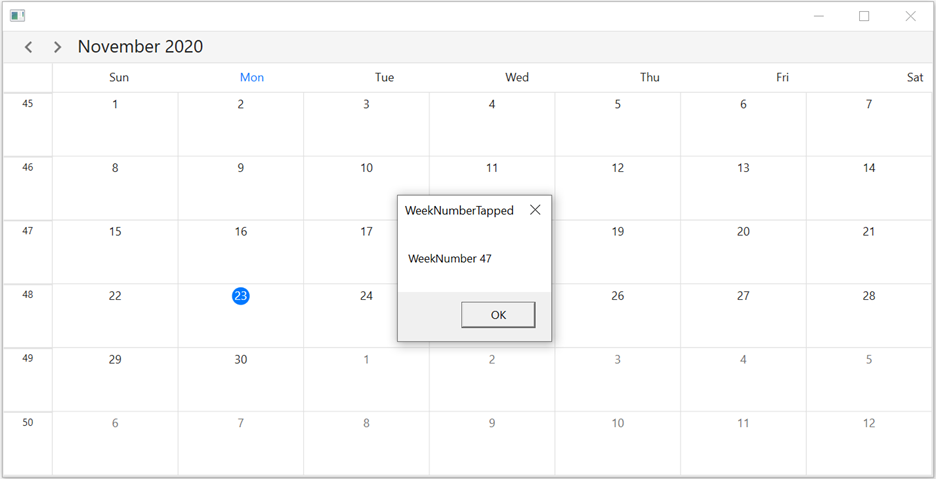 November 2020
Sun Mon Tue Wed Thu Fri Sat
45 1 2 3 4 5 6 7
46 8 9 10 11 12 13 14
WeekNumberTapped
47 15 16 17 19 20 21
WeekNumber 47
48 22 23 24 26 27 28
OK
49 29 30 1 2 3 4 5
50 6 7 8 9 10 11 12